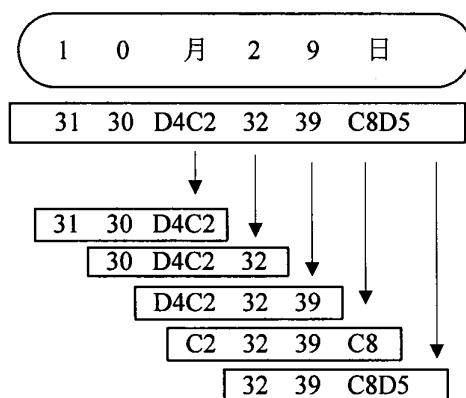 1 0 月 2 9 日
31 30 D4C2 32 39 C8D5
31 30 D4C2
30 D4C2 32
D4C2 32 39
C2 32 39 C8
32 39 C8D5